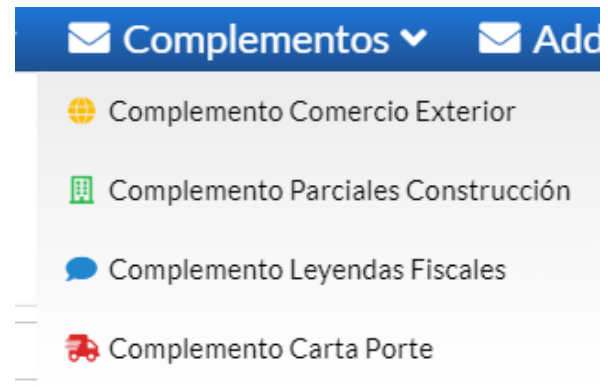 Complementos Add
Complemento Comercio Exterior
Complemento Parciales Construcción
Complemento Leyendas Fiscales
Complemento Carta Porte